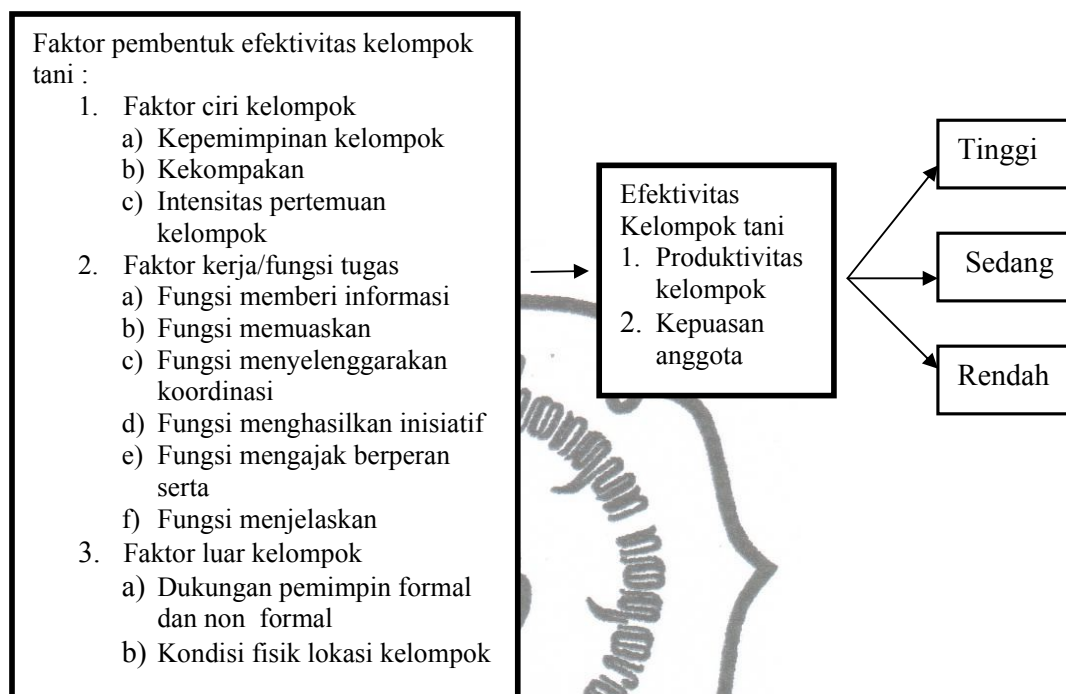 Faktor pembentuk efektivitas kelompok
tani :
1. Faktor ciri kelompok
a) Kepemimpinan kelompok
b) Kekompakan
c) Intensitas pertemuan
kelompok
2. Faktor kerja/fungsi tugas
a) Fungsi memberi informasi
b) Fungsi memuaskan
c) Fungsi menyelenggarakan
koordinasi
d) Fungsi menghasilkan inisiatif
e) Fungsi mengajak berperan
serta
f) Fungsi menjelaskan
3. Faktor luar kelompok
a) Dukungan pemimpin formal
dan non formal
b) Kondisi fisik lokasi kelompok
Efektivitas
Kelompok tani
1. Produktivitas
kelompok
2. Kepuasan
anggota
Tinggi
Sedang
Rendah